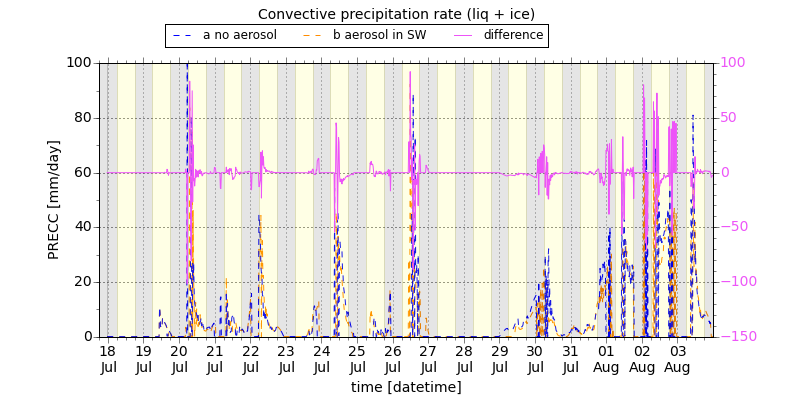 Convective precipitation rate (liq + ice)
a no aerosol b aerosol in SW difference
PRECC [mm/day]
100 100
80 50
60 0
40 −50
20 −100
0 −150
18 19 20 21 22 23 24 25 26 27 28 29 30 31 01 02 03
Jul Jul Jul Jul Jul Jul Jul Jul Jul Jul Jul Jul Jul Jul Aug Aug Aug
time [datetime]